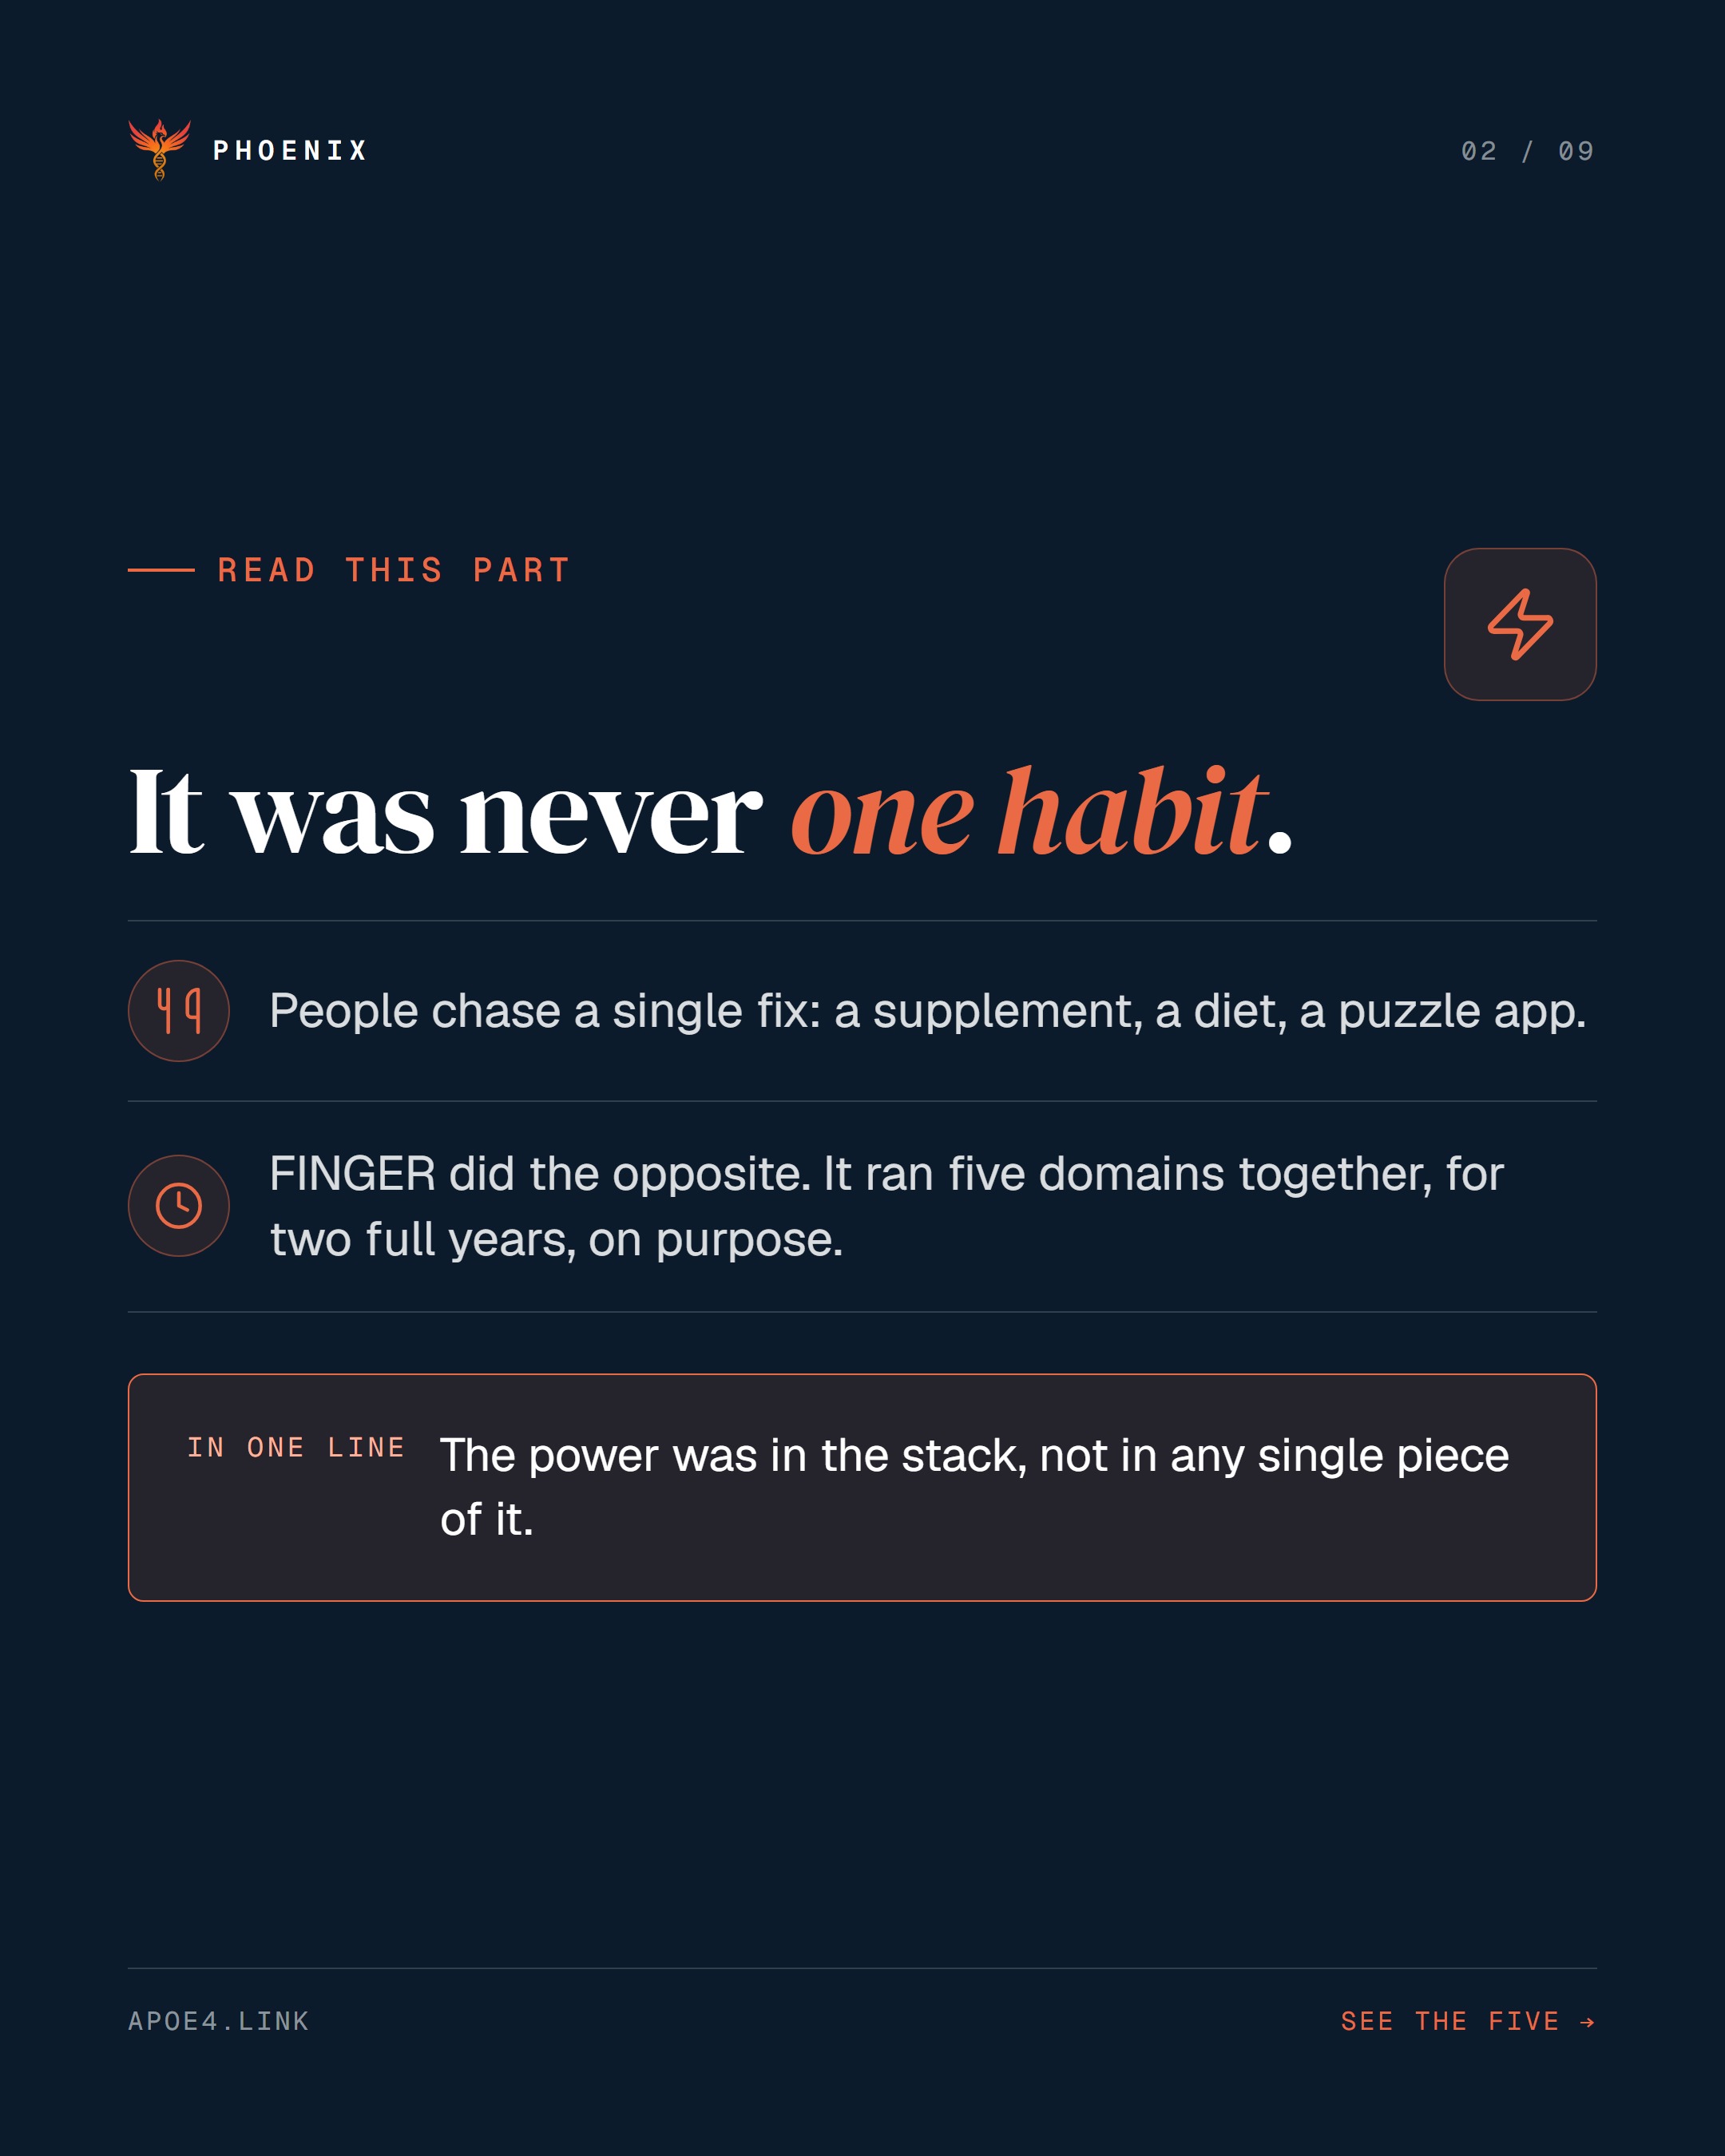 PHOENIX
02 / 09
READ THIS PART
It was never one habit.
People chase a single fix: a supplement, a diet, a puzzle app.
FINGER did the opposite. It ran five domains together, for
two full years, on purpose.
IN ONE LINE
The power was in the stack, not in any single piece
of it.
APOE4.LINK
SEE THE FIVE →